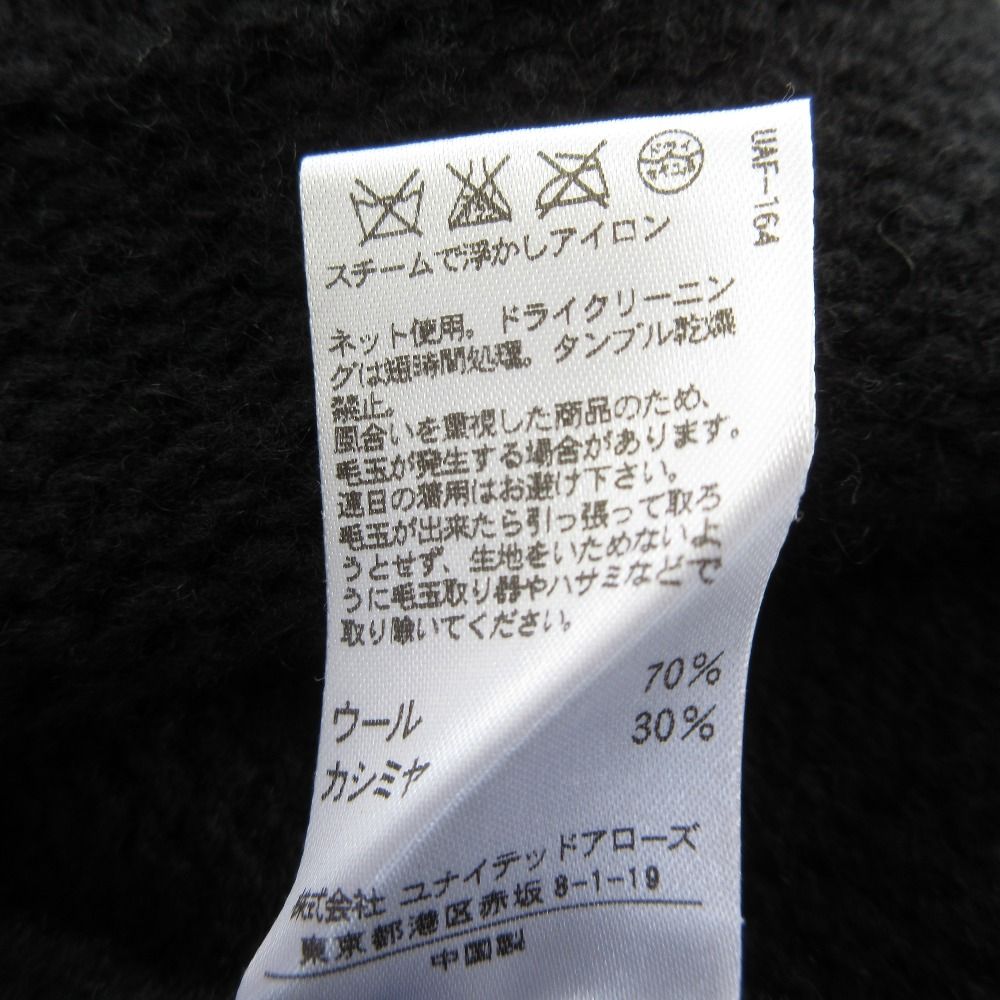 UAF-164
ドライ
スチームで浮かしアイロン
ネット使用。ドライクリーニン
グは短時間処理。タンブル乾燥
禁止。
風合いを重視した商品のため、
毛玉が発生する場合があります。
連日の着用はお避け下さい。
毛玉が出来たら引っ張って取ろ
うとせず、生地をいためないよ
うに毛玉取り器やハサミなどで
取り除いてください。
ウール 70%
カシミヤ 30%
株式会社 ユナイテッドアローズ
東京都港区赤坂 8-1-19
中国製